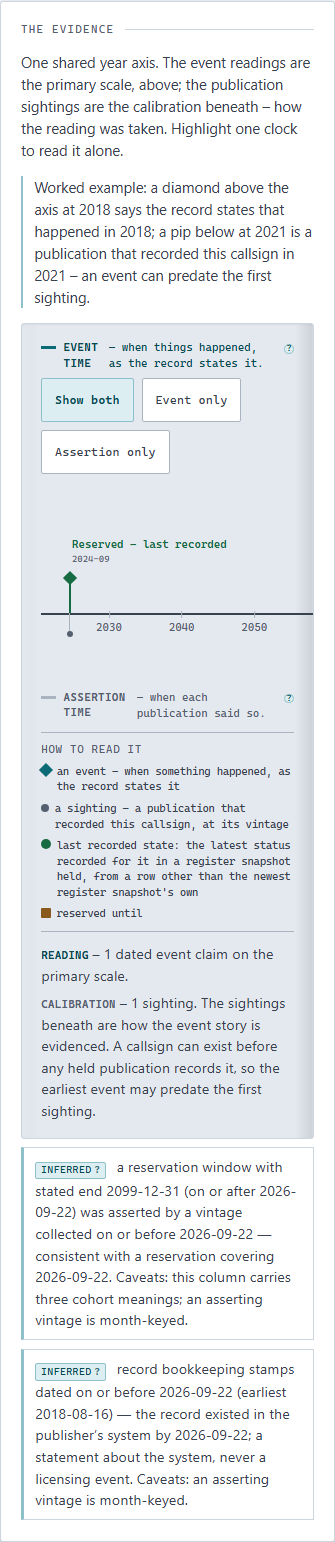 THE EVIDENCE
One shared year axis. The event readings are
the primary scale, above; the publication
sightings are the calibration beneath – how
the reading was taken. Highlight one clock
to read it alone.
Worked example: a diamond above the
axis at 2018 says the record states that
happened in 2018; a pip below at 2021 is a
publication that recorded this callsign in
2021 – an event can predate the first
sighting.
EVENT TIME – when things happened, as the record states it. ?
Show both Event only
Assertion only
Reserved – last recorded
2024-09
2030 2040 2050
ASSERTION TIME – when each publication said so. ?
HOW TO READ IT
an event – when something happened, as
the record states it
a sighting – a publication that
recorded this callsign, at its vintage
last recorded state: the latest status
recorded for it in a register snapshot
held, from a row other than the newest
register snapshot's own
reserved until
READING – 1 dated event claim on the
primary scale.
CALIBRATION – 1 sighting. The sightings
beneath are how the event story is
evidenced. A callsign can exist before
any held publication records it, so the
earliest event may predate the first
sighting.
INFERRED ? a reservation window with
stated end 2099-12-31 (on or after 2026-
09-22) was asserted by a vintage
collected on or before 2026-09-22 —
consistent with a reservation covering
2026-09-22. Caveats: this column carries
three cohort meanings; an asserting
vintage is month-keyed.
INFERRED ? record bookkeeping stamps
dated on or before 2026-09-22 (earliest
2018-08-16) — the record existed in the
publisher's system by 2026-09-22; a
statement about the system, never a
licensing event. Caveats: an asserting
vintage is month-keyed.